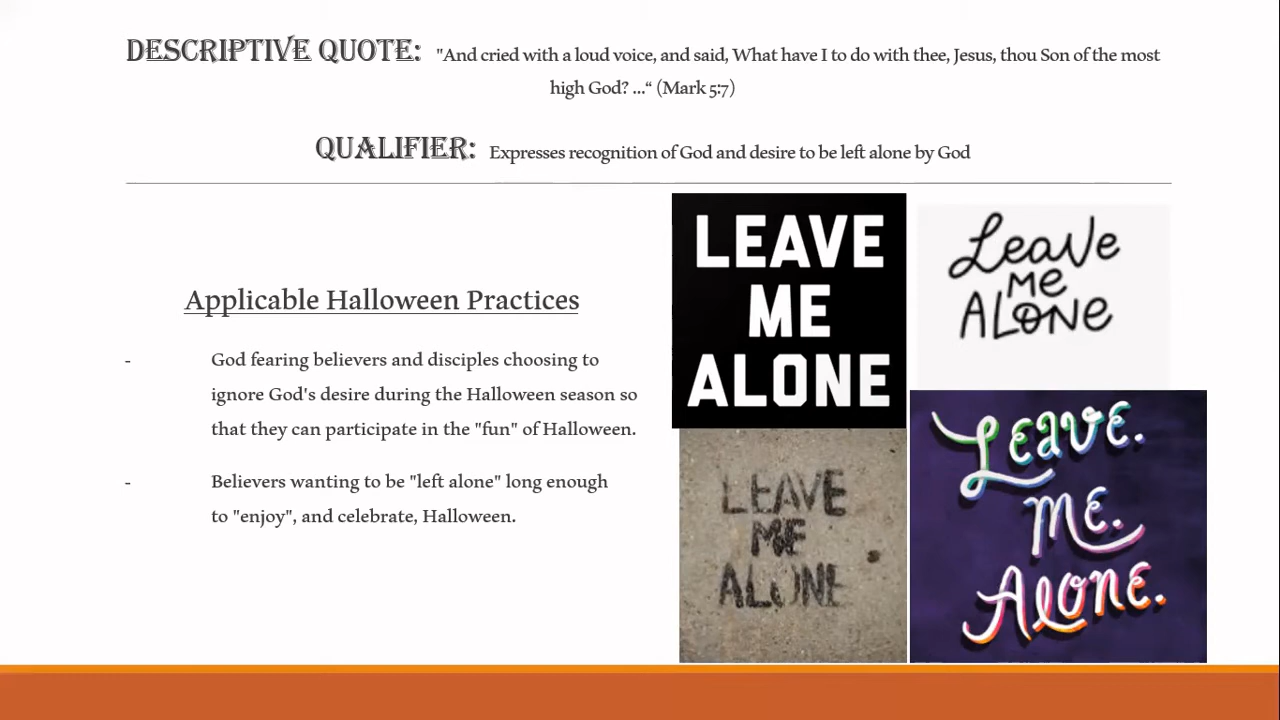 DESCRIPTIVE QUOTE: "And cried with a loud voice, and said, What have I to do with thee, Jesus, thou Son of the most
high God? ...“ (Mark 5:7)
QUALIFIER: Expresses recognition of God and desire to be left alone by God
Applicable Halloween Practices
- God fearing believers and disciples choosing to
ignore God's desire during the Halloween season so
that they can participate in the "fun" of Halloween.
- Believers wanting to be "left alone" long enough
to "enjoy", and celebrate, Halloween.
LEAVE
ME
ALONE
Leave
Me
ALONE
LEAVE
ME
ALONE
Leave.
Me.
Alone.